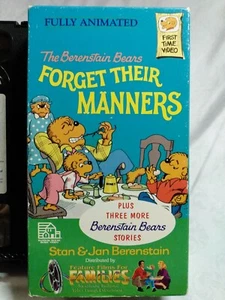 FULLY ANIMATED
FIRST TIME VIDEO
The Berenstain Bears
FORGET THEIR
MANNERS
PLUS
THREE MORE
Berenstain Bears
STORIES
Stan & Jan Berenstain
Distributed by
Feature Films For
FAMILIES